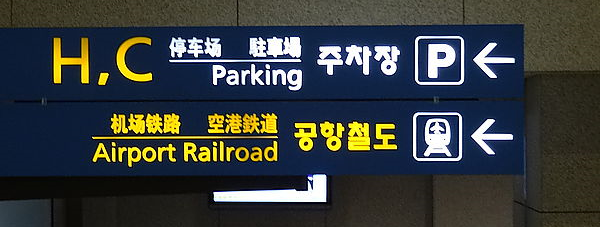 H,C 停车场 駐車場 주차장 P
Parking
机场铁路 空港鉄道 공항철도
Airport Railroad